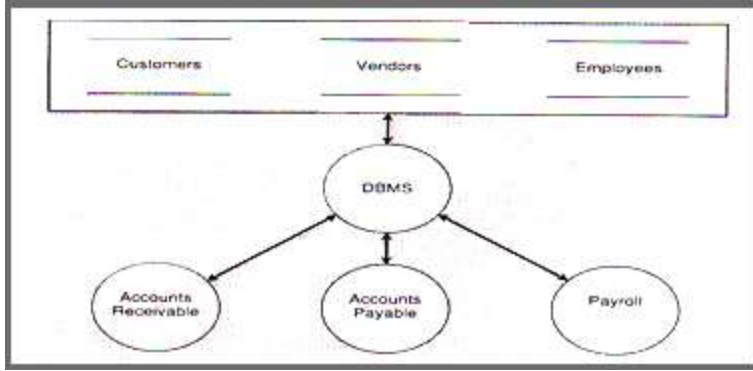 Customers
Vendors
Employees
DBMS
Accounts
Receivable
Accounts
Payable
Payroll